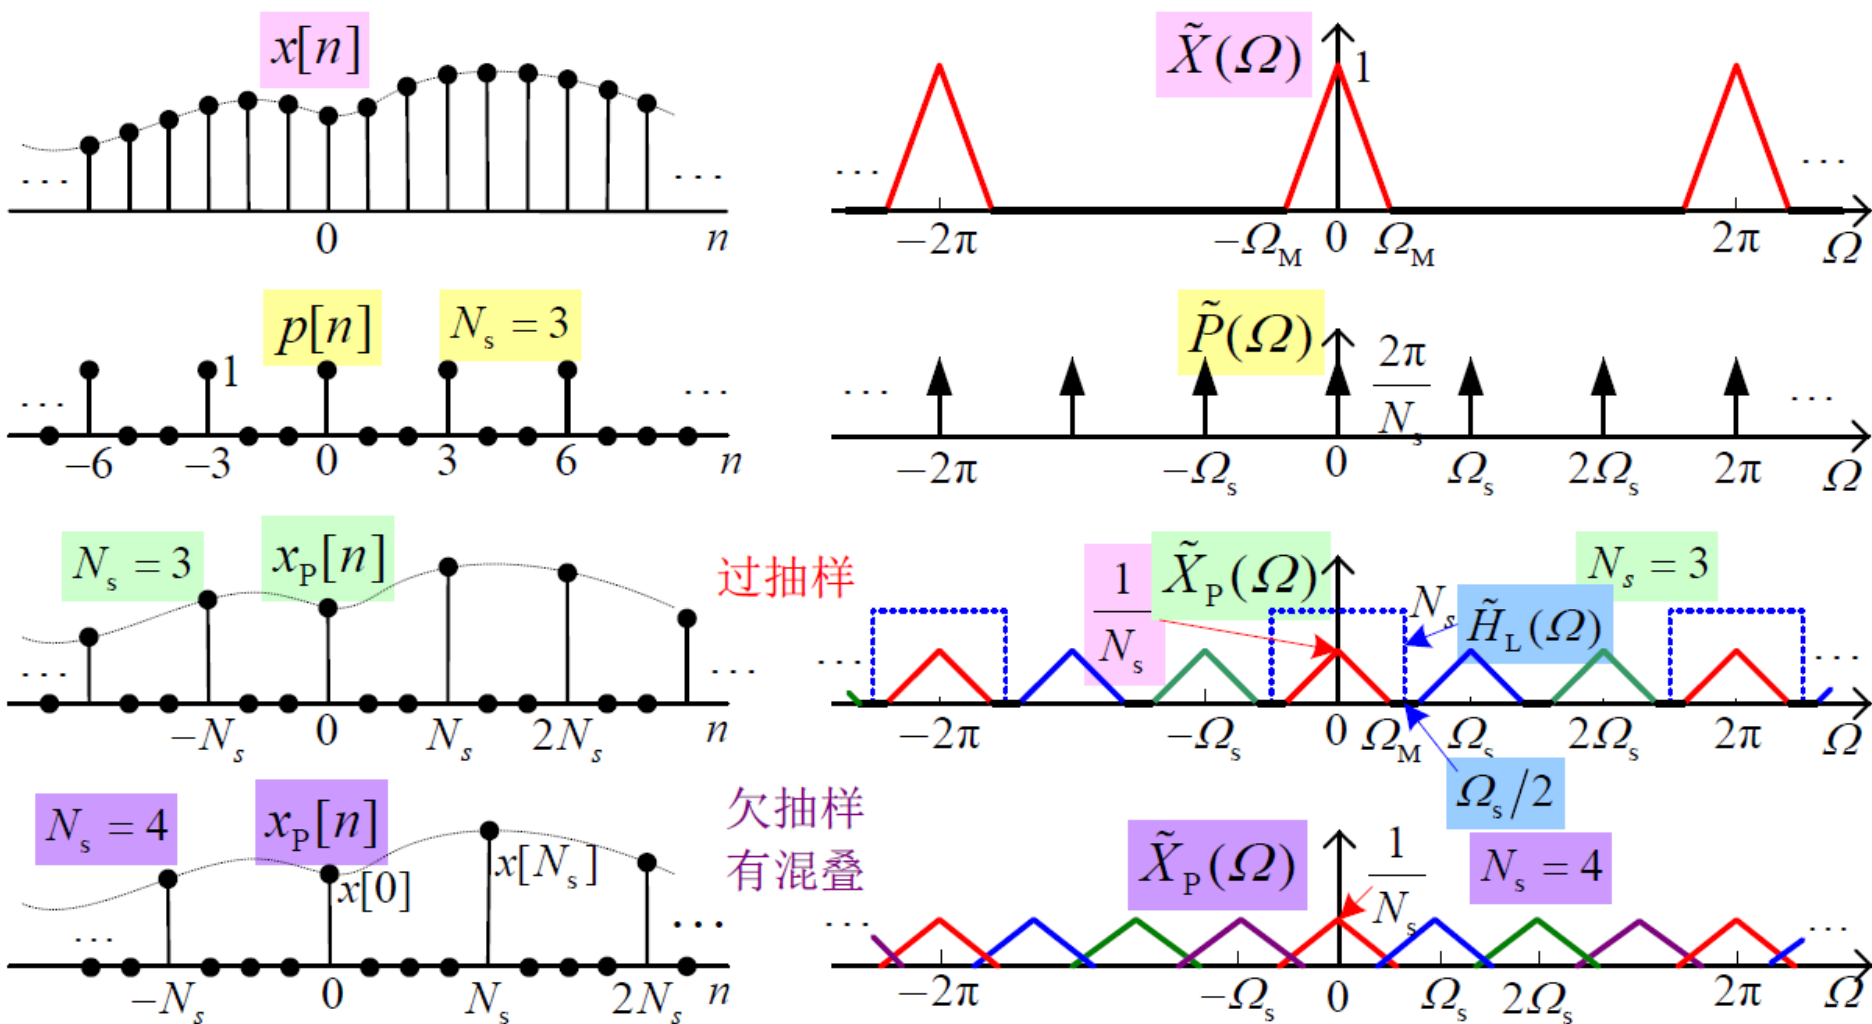 x[n]
X̃(Ω)
1
⋯ ⋯ ⋯ ⋯
0 n
−2π −Ω_M 0 Ω_M 2π Ω
p[n] N_s = 3
P̃(Ω)
1
2π/N_s
⋯ ⋯ ⋯ ⋯
−6 −3 0 3 6 n
−2π −Ω_s 0 Ω_s 2Ω_s 2π Ω
N_s = 3 x_P[n]
过抽样
1/N_s X̃_P(Ω) N_s H̃_L(Ω) N_s = 3
⋯ ⋯ ⋯ ⋯
−N_s 0 N_s 2N_s n
−2π −Ω_s 0 Ω_M Ω_s 2Ω_s 2π Ω
Ω_s/2
N_s = 4 x_P[n]
x[0] x[N_s]
欠抽样
有混叠
X̃_P(Ω) 1/N_s N_s = 4
⋯ ⋯ ⋯ ⋯
−N_s 0 N_s 2N_s n
−2π −Ω_s 0 Ω_s 2Ω_s 2π Ω